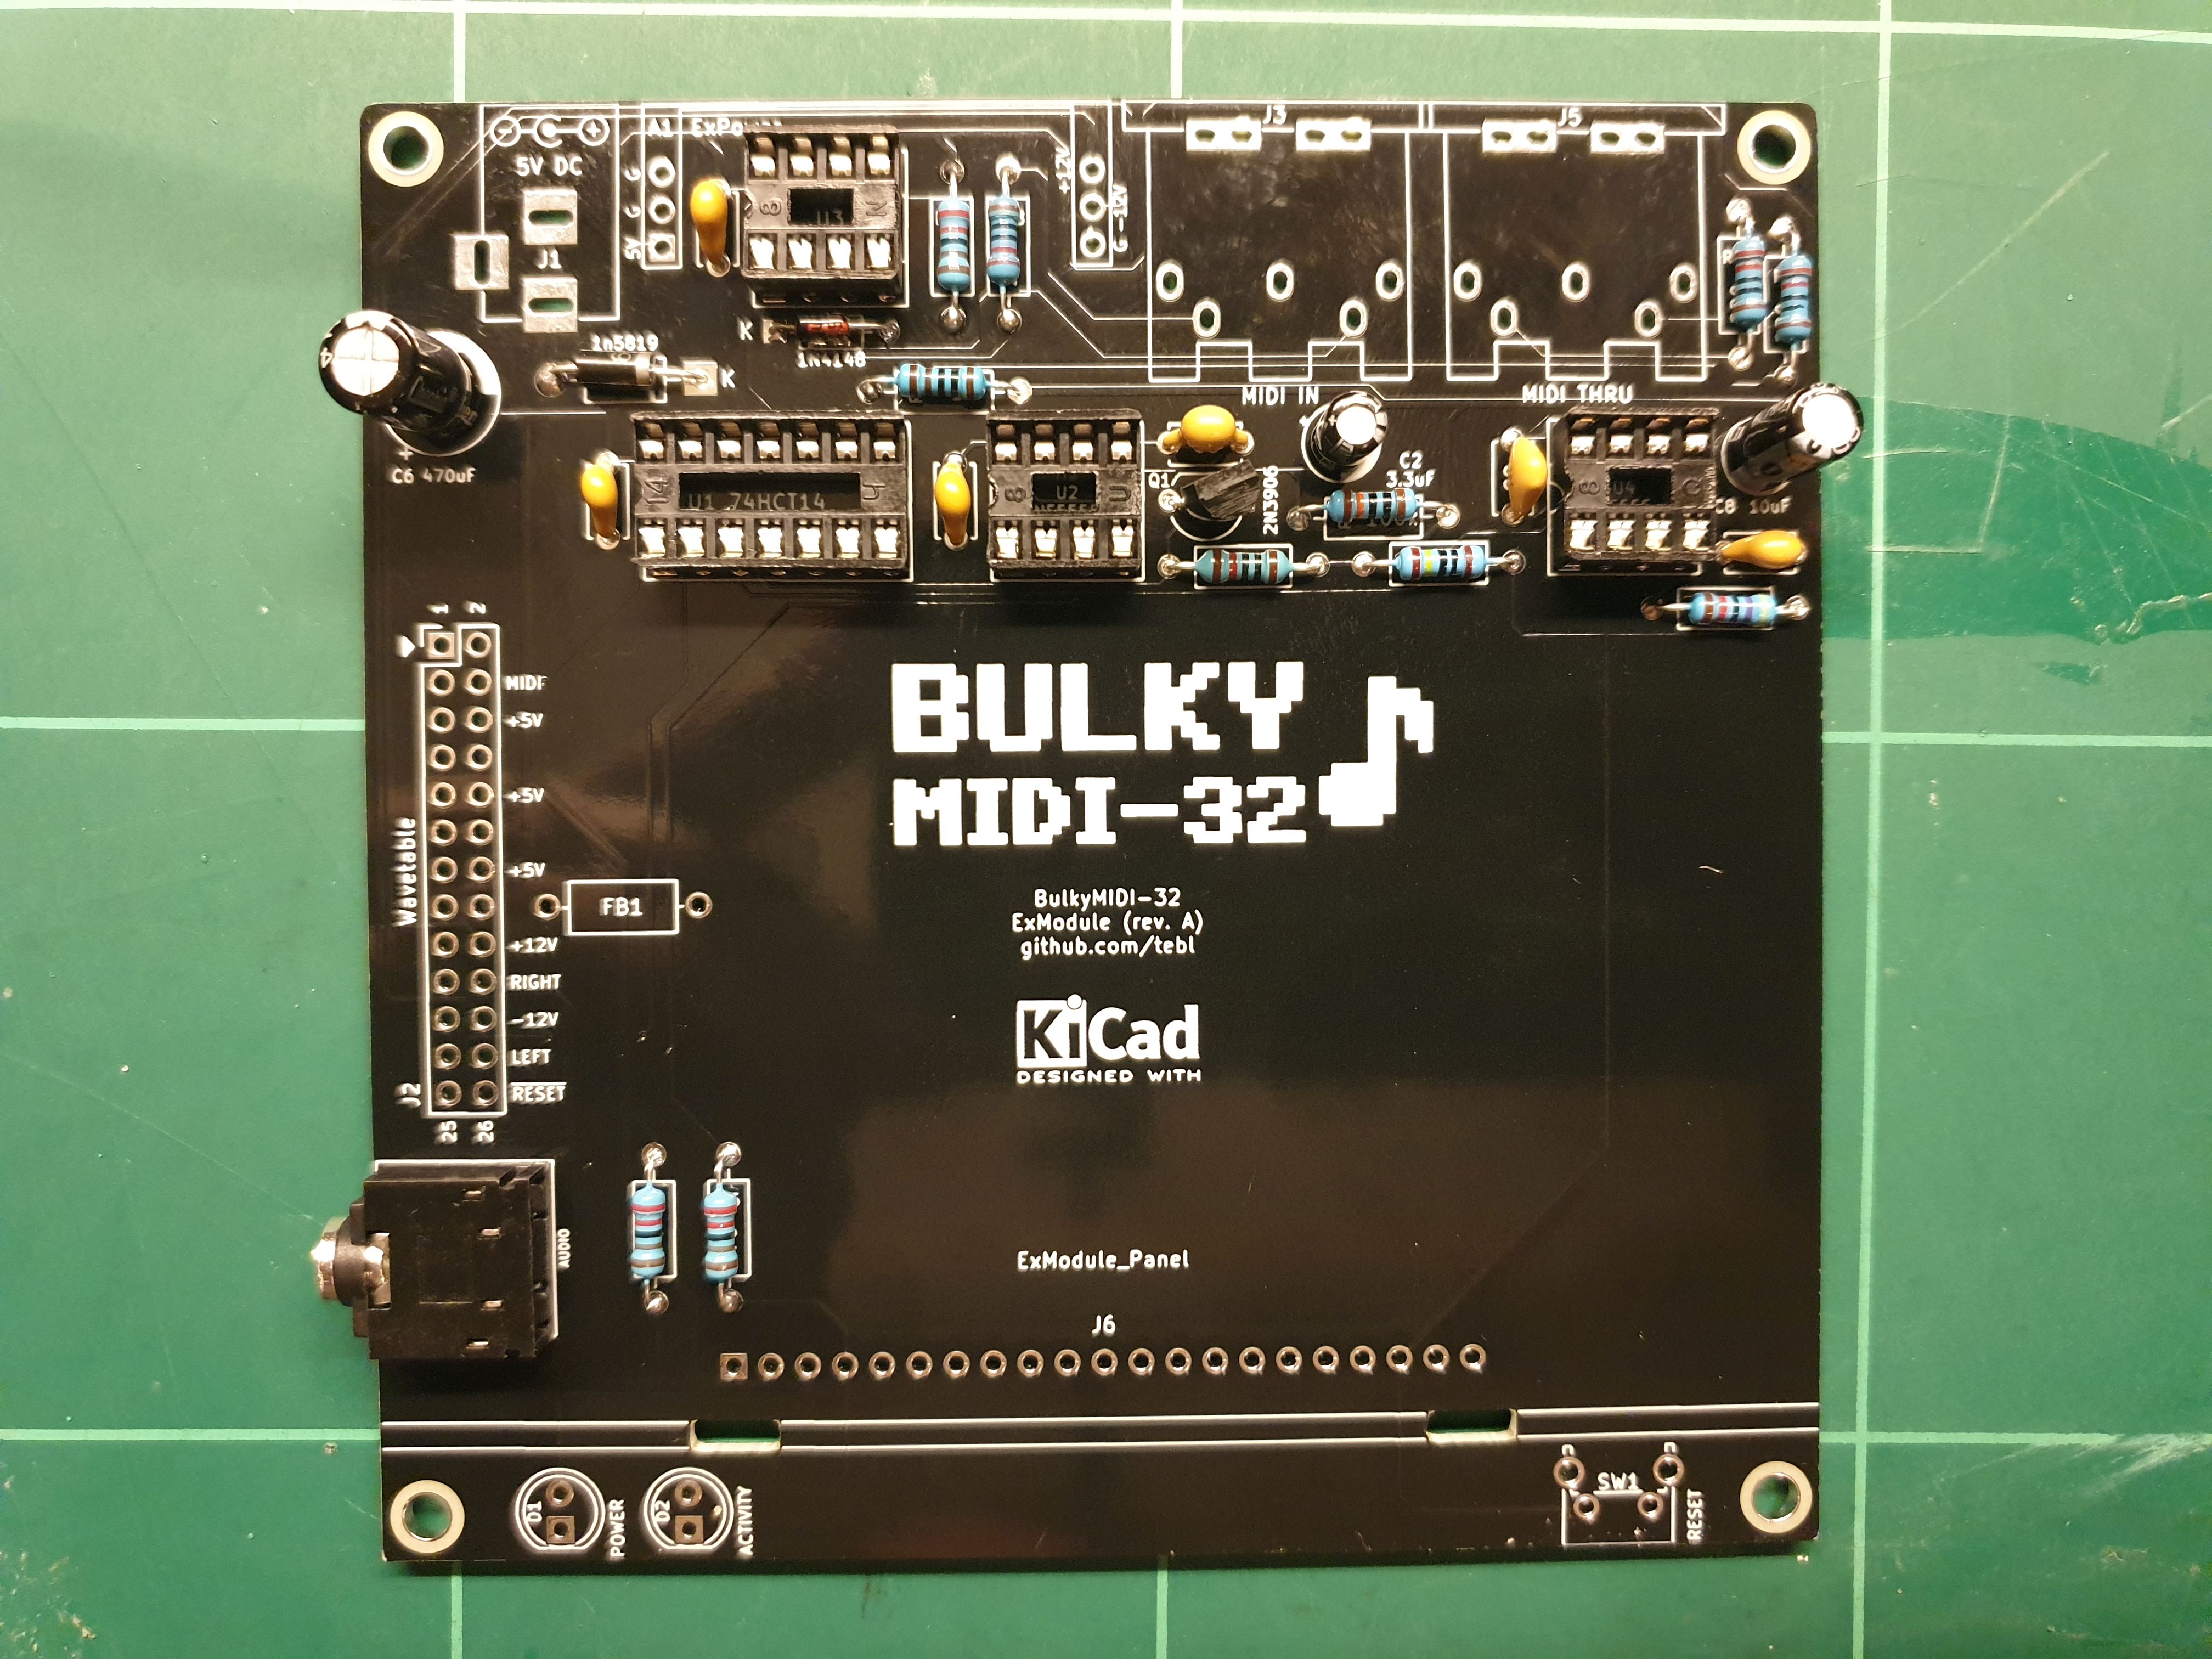 A1
J3
J5
5V DC
G
G
5V
J1
8
U3
N
+12V
-12V
G
K
1n4148
1n5819
K
MIDI IN
MIDI THRU
C6 470uF
+
14
U1 74HCT14
8
U2
Q1
2N3906
C2
3.3uF
8
U4
C8 10uF
1
2
+5V
+5V
+5V
+12V
RIGHT
-12V
LEFT
RESET
Wavetable
J2
25
26
FB1
BULKY
MIDI-32
BulkyMIDI-32
ExModule (rev. A)
github.com/tebl
KiCad
DESIGNED WITH
AUDIO
ExModule_Panel
J6
D1
POWER
D2
ACTIVITY
SW1
RESET